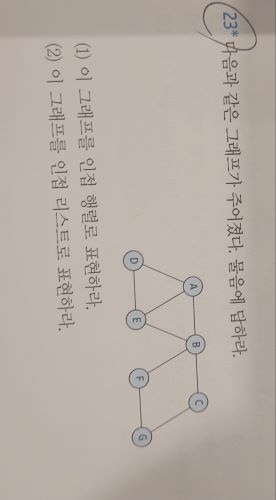 23* 다음과 같은 그래프가 주어졌다. 물음에 답하라.
A B C
D E F G
(1) 이 그래프를 인접 행렬로 표현하라.
(2) 이 그래프를 인접 리스트로 표현하라.